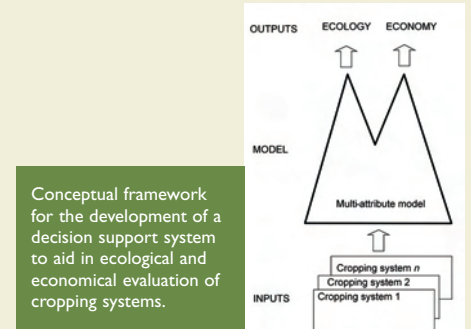 OUTPUTS ECOLOGY ECONOMY
MODEL
Multi-attribute model
Conceptual framework
for the development of a
decision support system
to aid in ecological and
economical evaluation of
cropping systems.
Cropping system n
Cropping system 2
INPUTS Cropping system 1